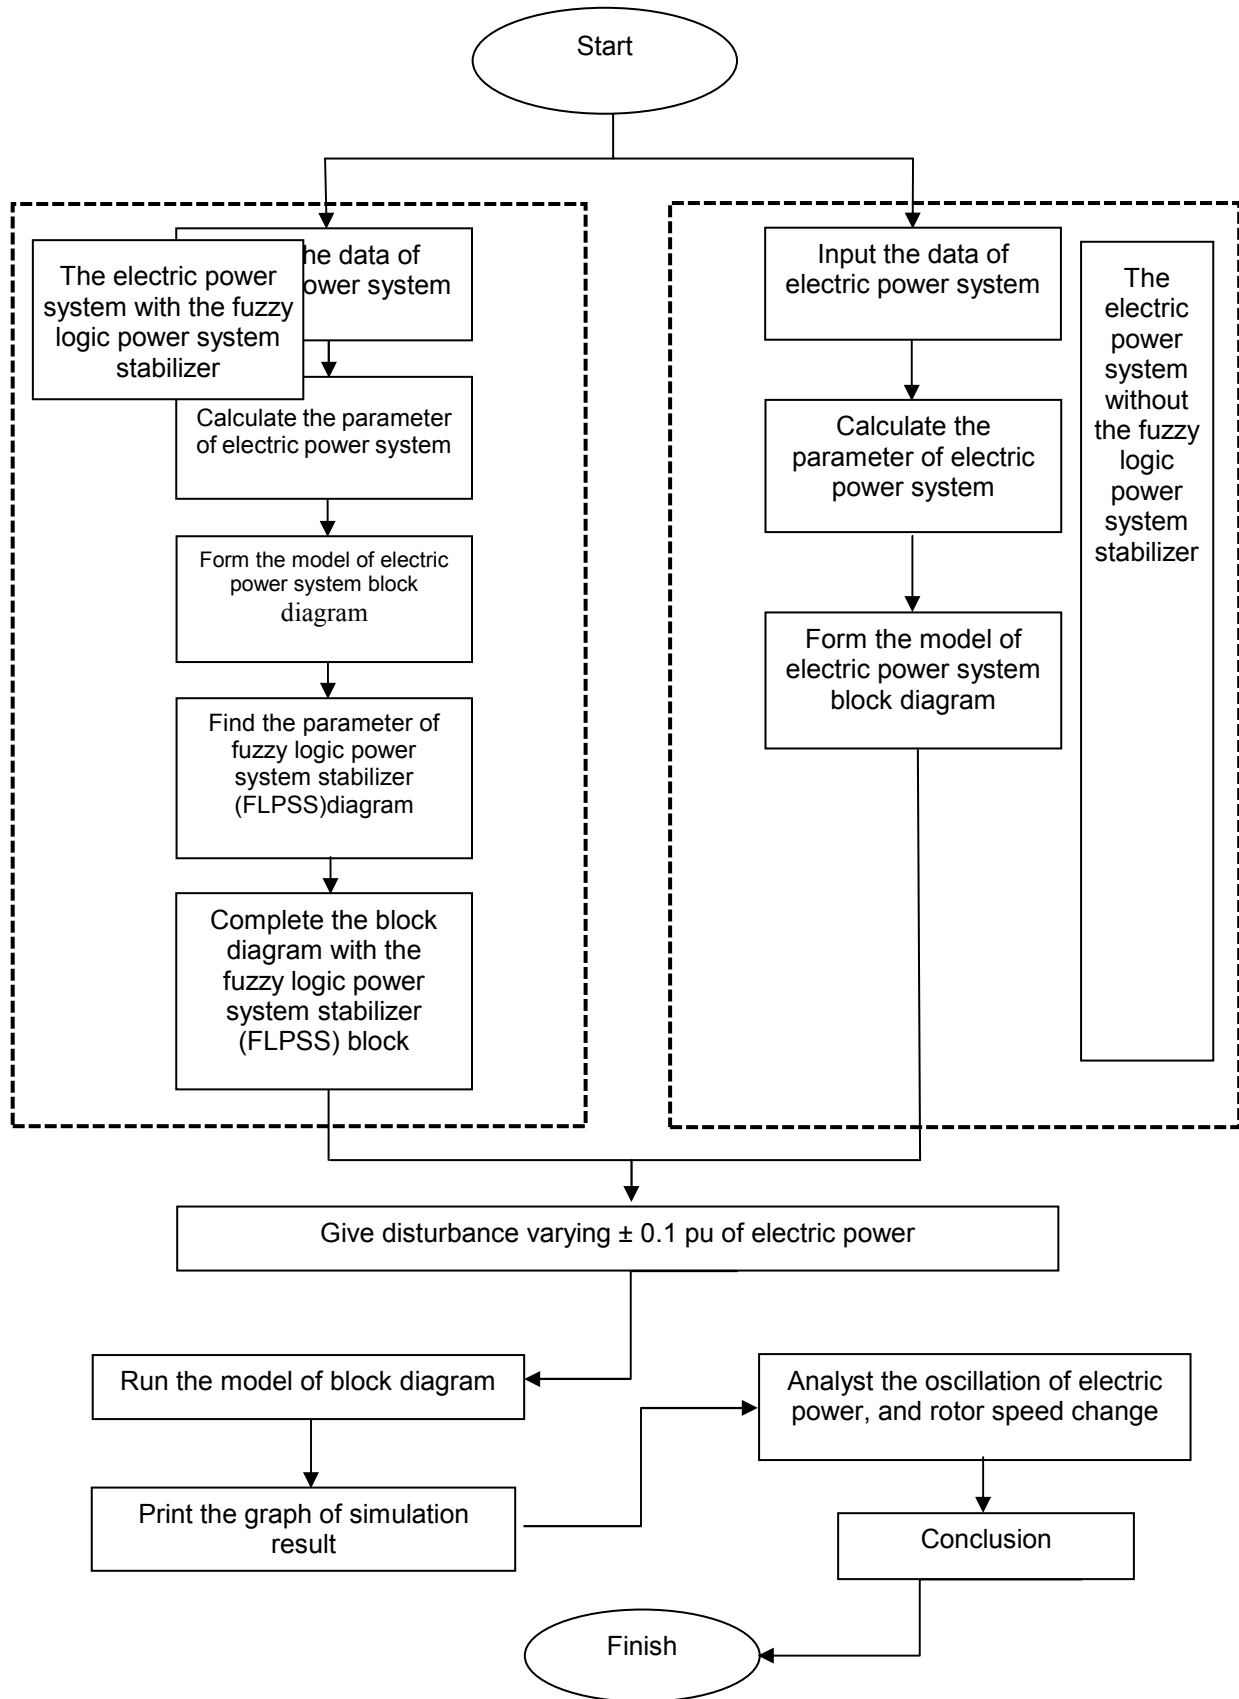 Start
The electric power
system with the fuzzy
logic power system
stabilizer
he data of
ower system
Calculate the parameter
of electric power system
Form the model of electric
power system block
diagram
Find the parameter of
fuzzy logic power
system stabilizer
(FLPSS)diagram
Complete the block
diagram with the
fuzzy logic power
system stabilizer
(FLPSS) block
Input the data of
electric power system
Calculate the
parameter of electric
power system
Form the model of
electric power system
block diagram
The
electric
power
system
without
the fuzzy
logic
power
system
stabilizer
Give disturbance varying ± 0.1 pu of electric power
Run the model of block diagram
Print the graph of simulation
result
Analyst the oscillation of electric
power, and rotor speed change
Conclusion
Finish